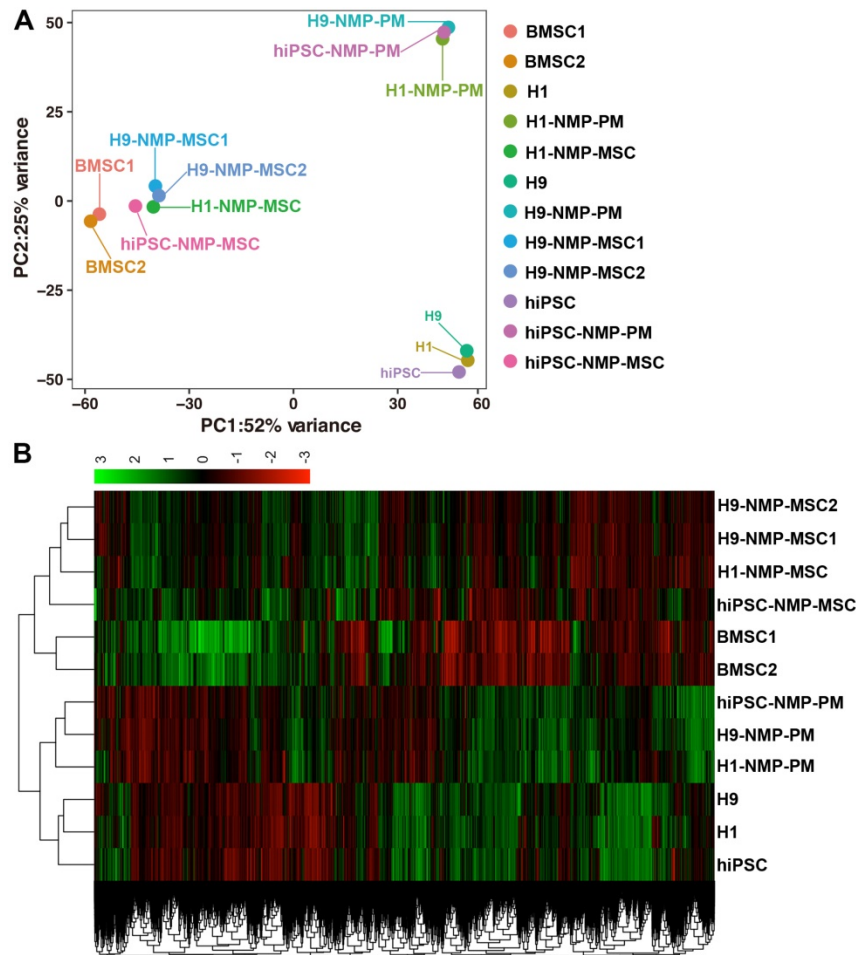 A
50
25
0
−25
−50
PC2:25% variance
H9-NMP-PM
hiPSC-NMP-PM
H1-NMP-PM
H9-NMP-MSC1
BMSC1
H9-NMP-MSC2
H1-NMP-MSC
hiPSC-NMP-MSC
BMSC2
H9
H1
hiPSC
−60
−30
0
30
60
PC1:52% variance
BMSC1
BMSC2
H1
H1-NMP-PM
H1-NMP-MSC
H9
H9-NMP-PM
H9-NMP-MSC1
H9-NMP-MSC2
hiPSC
hiPSC-NMP-PM
hiPSC-NMP-MSC
B
3
2
1
0
-1
-2
-3
H9-NMP-MSC2
H9-NMP-MSC1
H1-NMP-MSC
hiPSC-NMP-MSC
BMSC1
BMSC2
hiPSC-NMP-PM
H9-NMP-PM
H1-NMP-PM
H9
H1
hiPSC